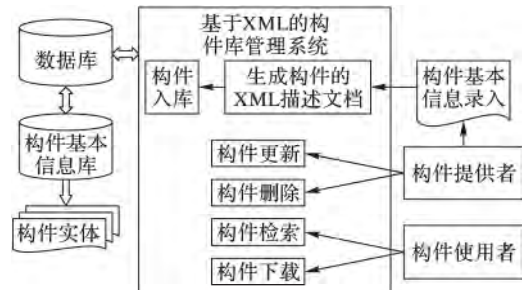 基于XML的构
件库管理系统
数据库
构件
入库
生成构件的
XML描述文档
构件基本
信息录入
构件基本
信息库
构件更新
构件删除
构件提供者
构件实体
构件检索
构件下载
构件使用者